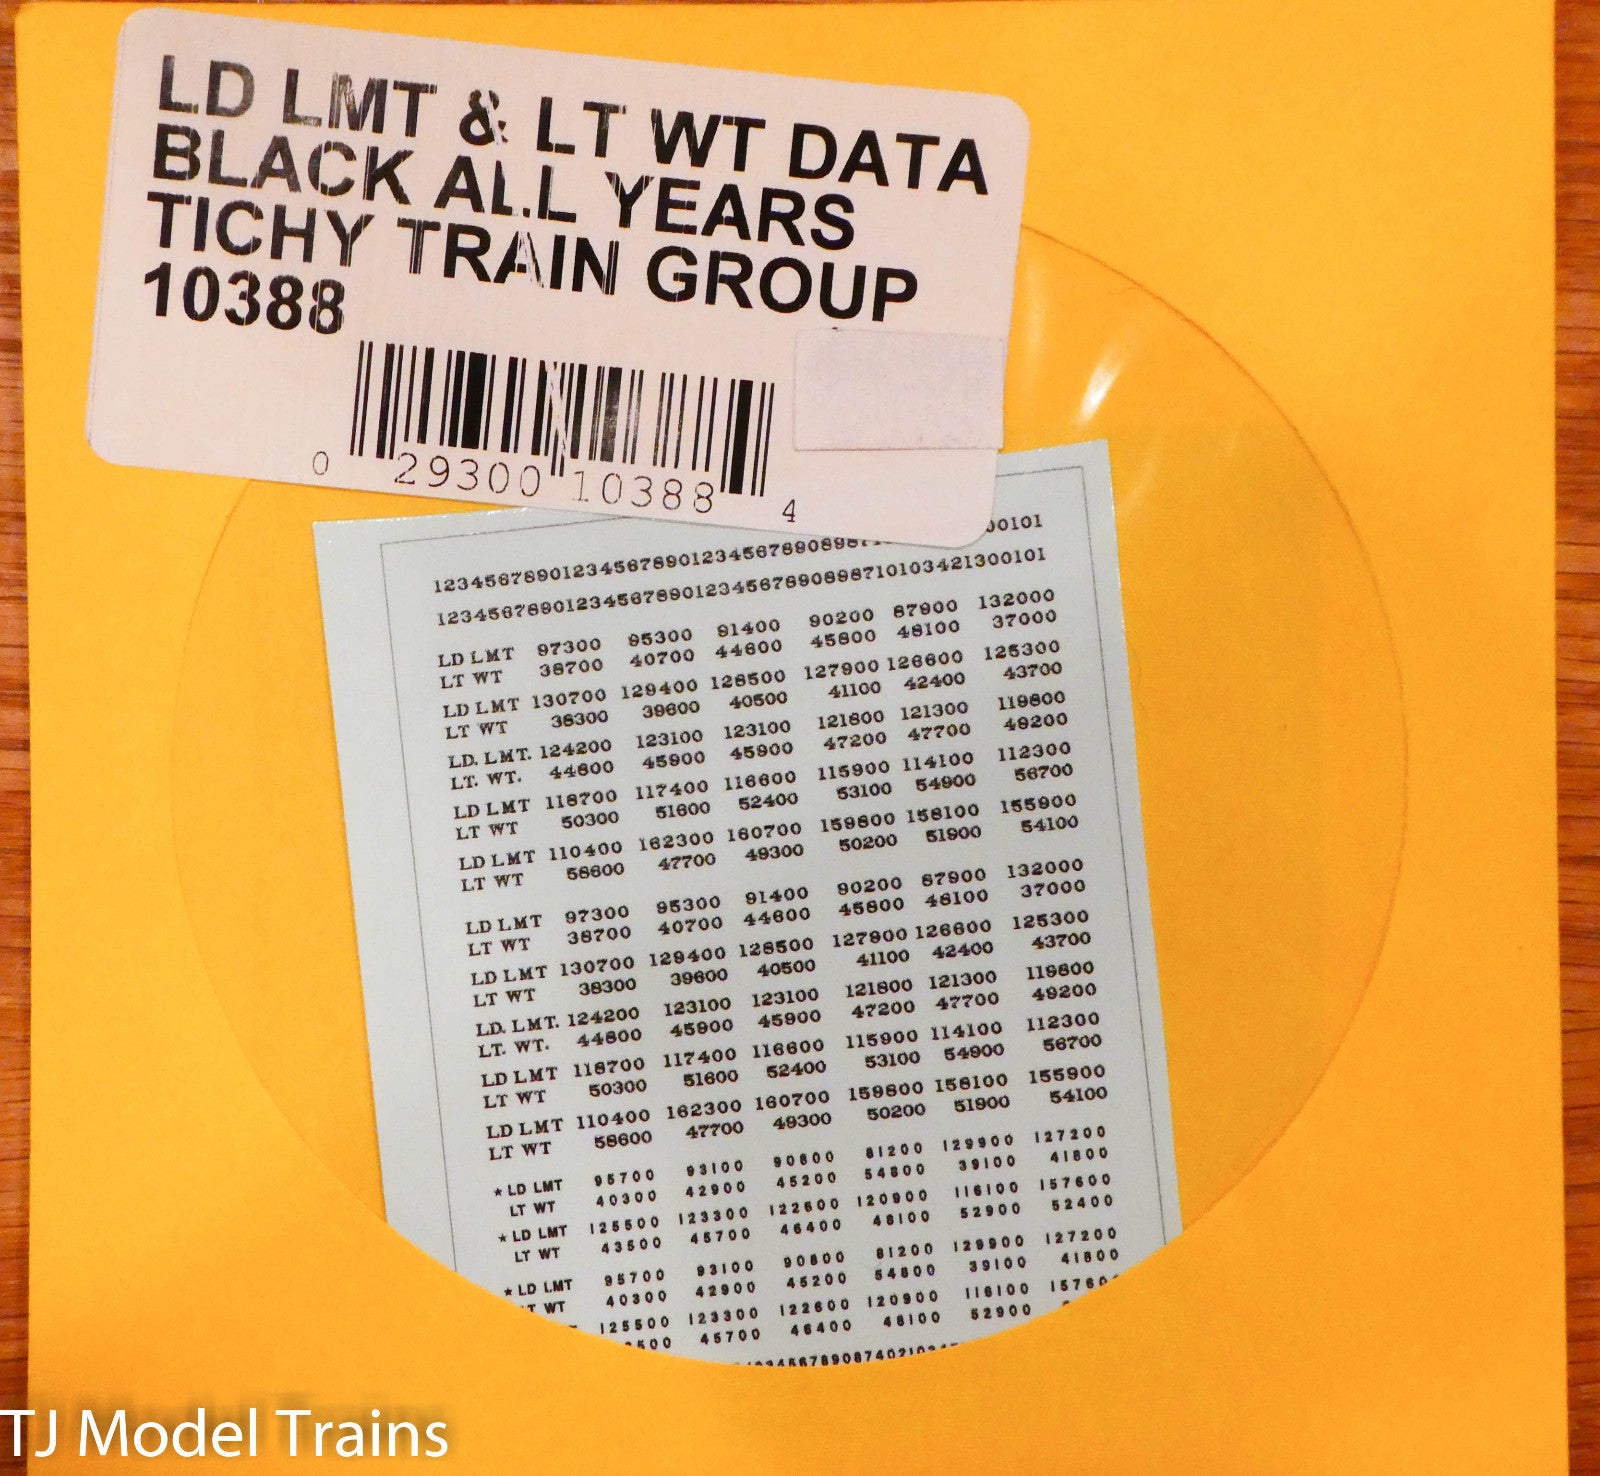 LD LMT & LT WT DATA
BLACK ALL YEARS
TICHY TRAIN GROUP
10388
0 29300 10388 4
00101
123456789012345678901234567890898710103421300101
LD LMT 97300 95300 91400 90200 87900 132000
LT WT 38700 40700 44600 45800 48100 37000
LD LMT 130700 129400 128500 127900 126600 125300
LT WT 38300 39600 40500 41100 42400 43700
LD. LMT. 124200 123100 123100 121800 121300 119800
LT. WT. 44800 45900 45900 47200 47700 49200
LD LMT 118700 117400 116600 115900 114100 112300
LT WT 50300 51600 52400 53100 54900 56700
LD LMT 110400 162300 160700 159800 158100 155900
LT WT 58600 47700 49300 50200 51900 54100
LD LMT 97300 95300 91400 90200 87900 132000
LT WT 38700 40700 44600 45800 48100 37000
LD LMT 130700 129400 128500 127900 126600 125300
LT WT 38300 39600 40500 41100 42400 43700
LD. LMT. 124200 123100 123100 121800 121300 119800
LT. WT. 44800 45900 45900 47200 47700 49200
LD LMT 118700 117400 116600 115900 114100 112300
LT WT 50300 51600 52400 53100 54900 56700
LD LMT 110400 162300 160700 159800 158100 155900
LT WT 58600 47700 49300 50200 51900 54100
★ LD LMT 95700 93100 90800 81200 129900 127200
LT WT 40300 42900 45200 54800 39100 41800
★ LD LMT 125500 123300 122600 120900 116100 157600
LT WT 43500 45700 46400 48100 52900 52400
★ LD LMT 95700 93100 90800 81200 129900 127200
WT 40300 42900 45200 54800 39100 41800
125500 123300 122600 120900 116100 15760
500 45700 46400 48100 52900
TJ Model Trains